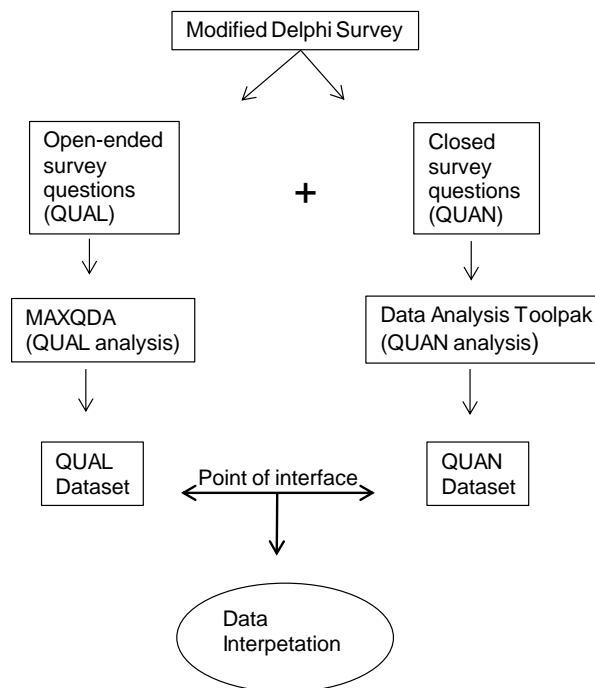 Modified Delphi Survey
Open-ended
survey
questions
(QUAL)
+
Closed
survey
questions
(QUAN)
MAXQDA
(QUAL analysis)
Data Analysis Toolpak
(QUAN analysis)
QUAL
Dataset
Point of interface
QUAN
Dataset
Data
Interpetation